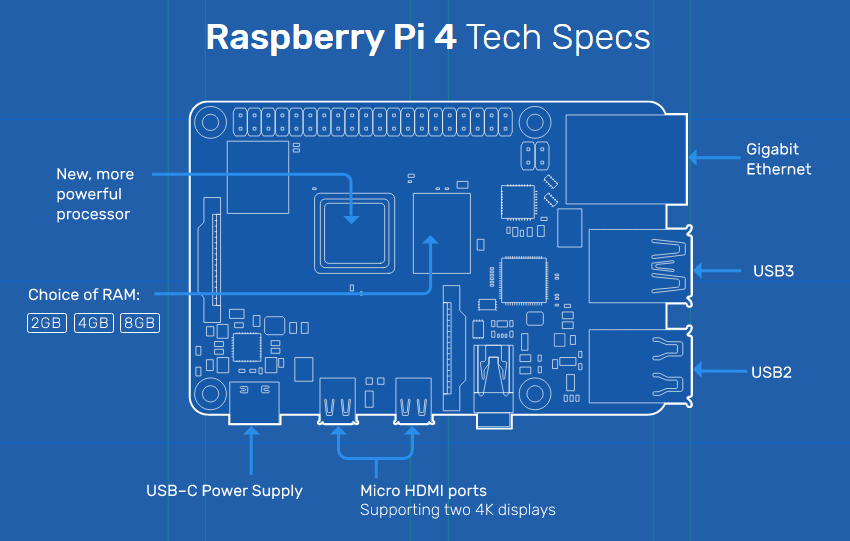 Raspberry Pi 4 Tech Specs
New, more
powerful
processor
Gigabit
Ethernet
USB3
Choice of RAM:
2GB 4GB 8GB
USB2
USB–C Power Supply
Micro HDMI ports
Supporting two 4K displays